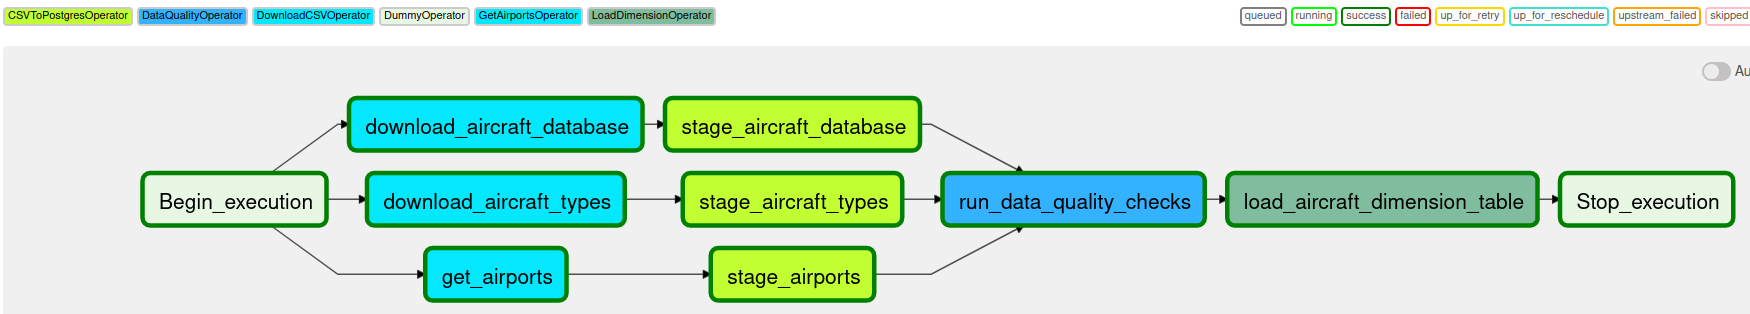 CSVToPostgresOperator DataQualityOperator DownloadCSVOperator DummyOperator GetAirportsOperator LoadDimensionOperator queued running success failed up_for_retry up_for_reschedule upstream_failed skipped
Au
download_aircraft_database stage_aircraft_database
Begin_execution download_aircraft_types stage_aircraft_types run_data_quality_checks load_aircraft_dimension_table Stop_execution
get_airports stage_airports